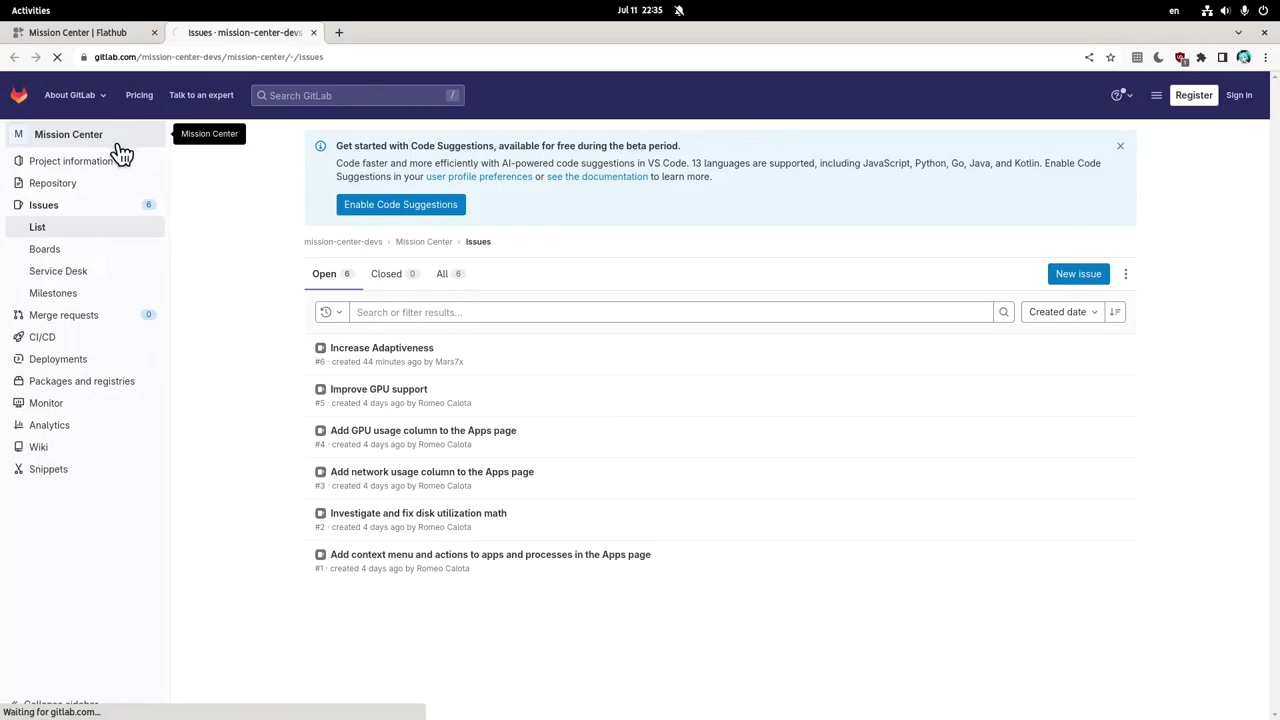 Activities
Jul 11 22:35
en
Mission Center | Flathub
Issues · mission-center-devs
gitlab.com/mission-center-devs/mission-center/-/issues
1
About GitLab
Pricing
Talk to an expert
Search GitLab
/
Register
Sign in
M Mission Center
Mission Center
Project information
Repository
Issues 6
List
Boards
Service Desk
Milestones
Merge requests 0
CI/CD
Deployments
Packages and registries
Monitor
Analytics
Wiki
Snippets
Collapse sidebar
Get started with Code Suggestions, available for free during the beta period.
Code faster and more efficiently with AI-powered code suggestions in VS Code. 13 languages are supported, including JavaScript, Python, Go, Java, and Kotlin. Enable Code
Suggestions in your user profile preferences or see the documentation to learn more.
Enable Code Suggestions
mission-center-devs › Mission Center › Issues
Open 6 Closed 0 All 6
New issue
Search or filter results...
Created date
Increase Adaptiveness
#6 · created 44 minutes ago by Mars7x
Improve GPU support
#5 · created 4 days ago by Romeo Calota
Add GPU usage column to the Apps page
#4 · created 4 days ago by Romeo Calota
Add network usage column to the Apps page
#3 · created 4 days ago by Romeo Calota
Investigate and fix disk utilization math
#2 · created 4 days ago by Romeo Calota
Add context menu and actions to apps and processes in the Apps page
#1 · created 4 days ago by Romeo Calota
Waiting for gitlab.com...